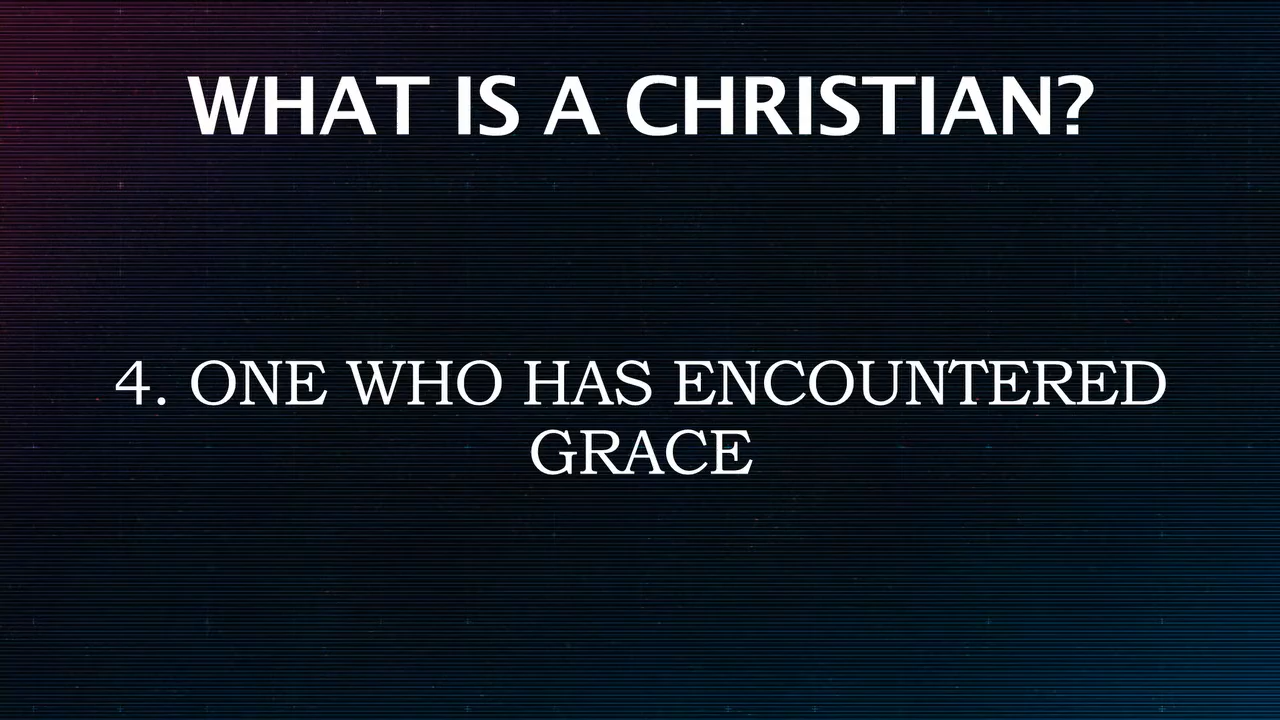 WHAT IS A CHRISTIAN?
4. ONE WHO HAS ENCOUNTERED
GRACE